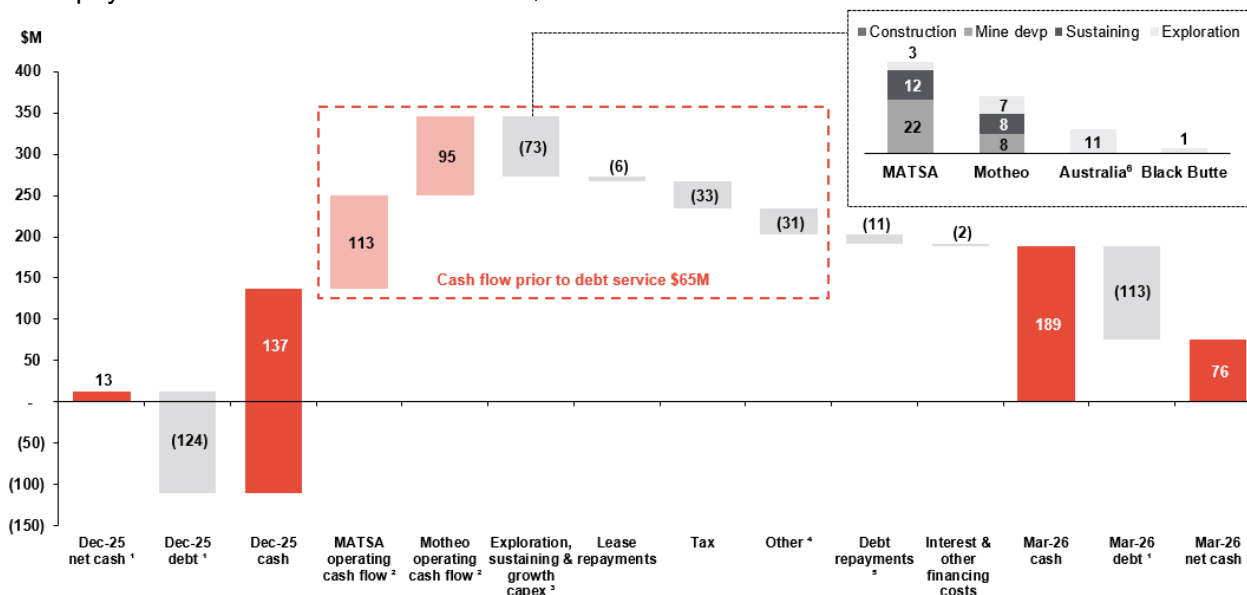 $M
400
350
300
250
200
150
100
50
-
(50)
(100)
(150)
13
(124)
137
113
95
(73)
(6)
(33)
(31)
(11)
(2)
189
(113)
76
Cash flow prior to debt service $65M
Construction Mine devp Sustaining Exploration
3
12
22
7
8
8
11
1
MATSA Motheo Australia⁶ Black Butte
Dec-25
net cash ¹
Dec-25
debt ¹
Dec-25
cash
MATSA
operating
cash flow ²
Motheo
operating
cash flow ²
Exploration,
sustaining &
growth
capex ³
Lease
repayments
Tax
Other ⁴
Debt
repayments
⁵
Interest &
other
financing
costs
Mar-26
cash
Mar-26
debt ¹
Mar-26
net cash